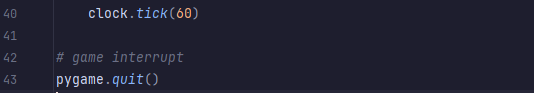 40 clock.tick(60)
41
42 # game interrupt
43 pygame.quit()